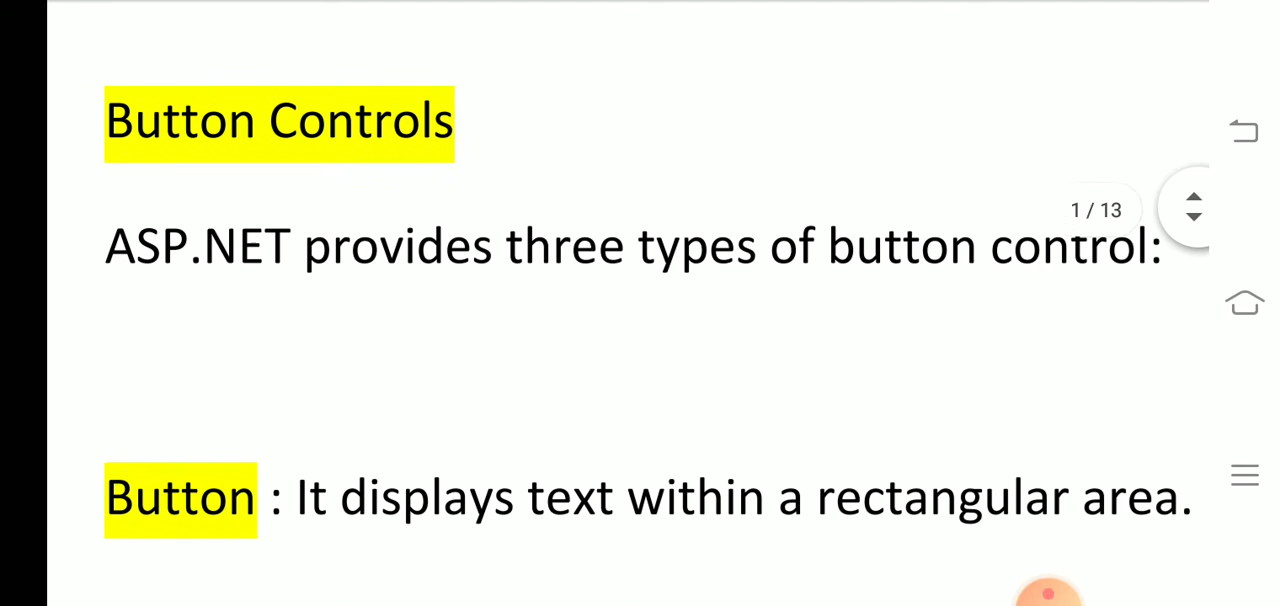 Button Controls
1 / 13
ASP.NET provides three types of button control:
Button : It displays text within a rectangular area.